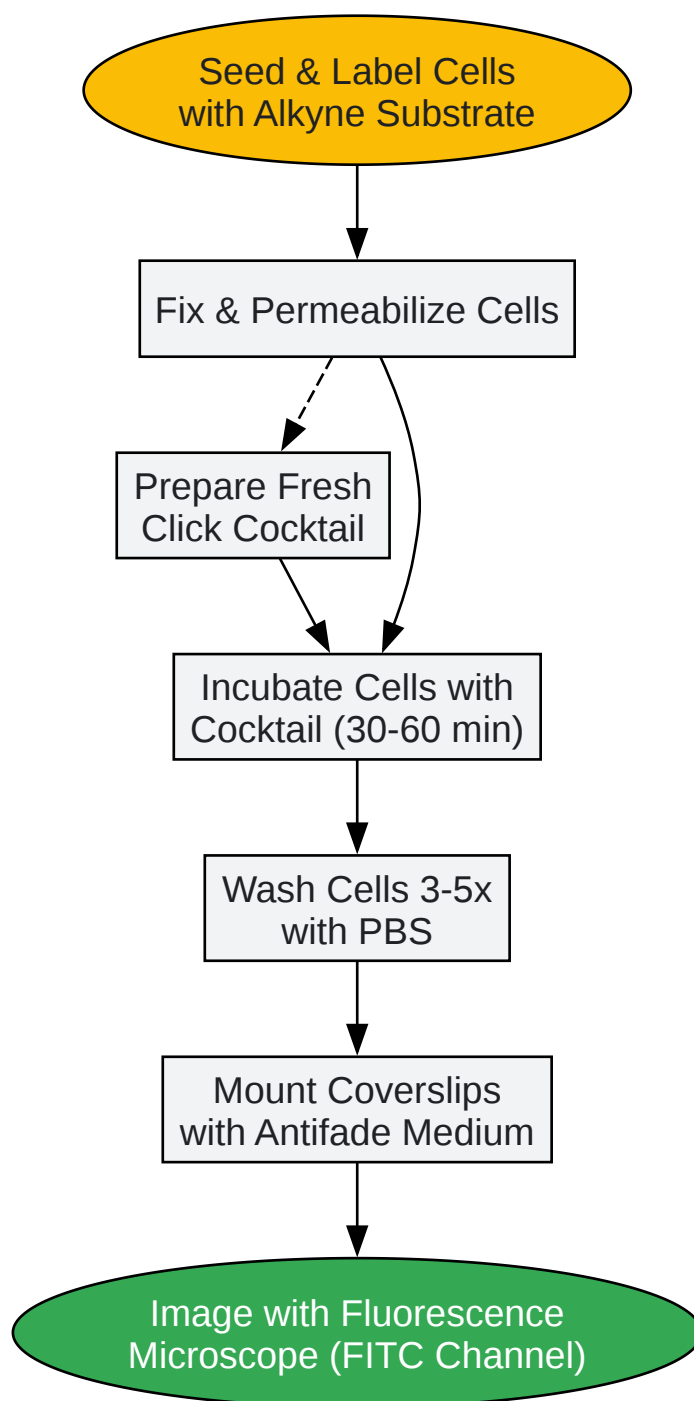 Seed & Label Cells
with Alkyne Substrate
Fix & Permeabilize Cells
Prepare Fresh
Click Cocktail
Incubate Cells with
Cocktail (30-60 min)
Wash Cells 3-5x
with PBS
Mount Coverslips
with Antifade Medium
Image with Fluorescence
Microscope (FITC Channel)